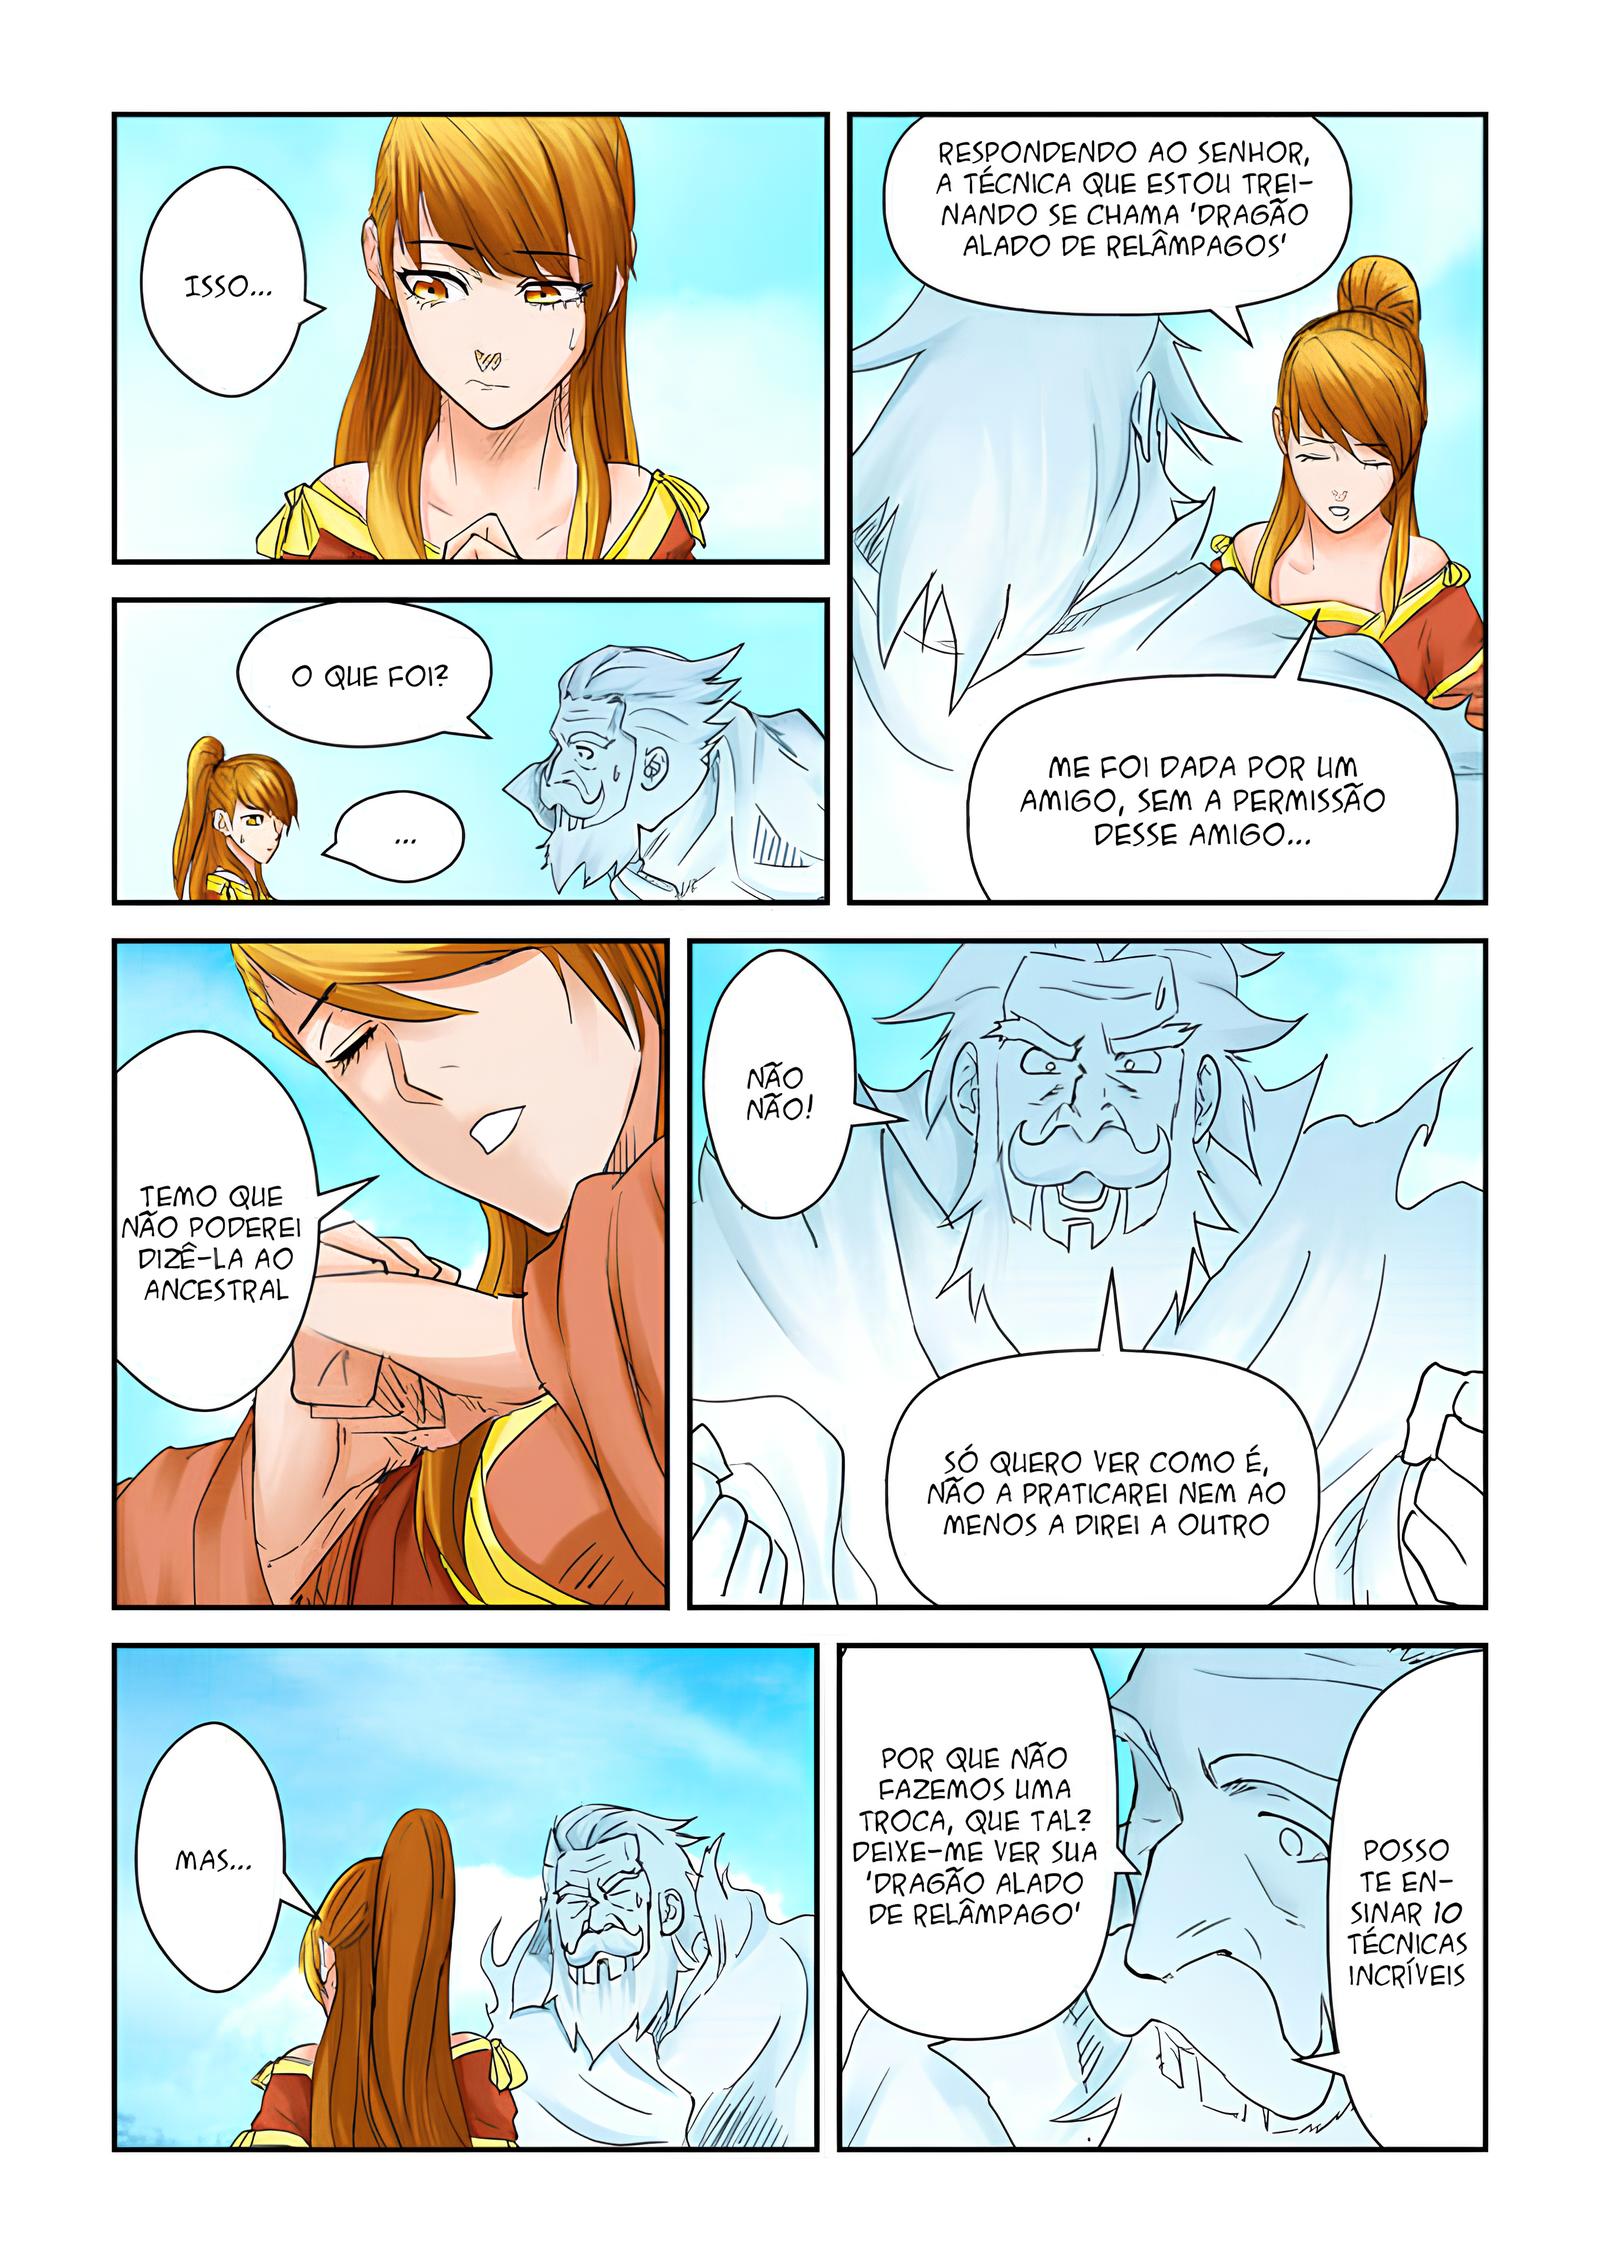 ISSO...
O QUE FOI?
...
RESPONDENDO AO SENHOR,
A TÉCNICA QUE ESTOU TREI-
NANDO SE CHAMA 'DRAGÃO
ALADO DE RELÂMPAGOS'
ME FOI DADA POR UM
AMIGO, SEM A PERMISSÃO
DESSE AMIGO...
TEMO QUE
NÃO PODEREI
DIZÊ-LA AO
ANCESTRAL
NÃO
NÃO!
SÓ QUERO VER COMO É,
NÃO A PRATICAREI NEM AO
MENOS A DIREI A OUTRO
MAS...
POR QUE NÃO
FAZEMOS UMA
TROCA, QUE TAL?
DEIXE-ME VER SUA
'DRAGÃO ALADO
DE RELÂMPAGO'
POSSO
TE EN-
SINAR 10
TÉCNICAS
INCRÍVEIS